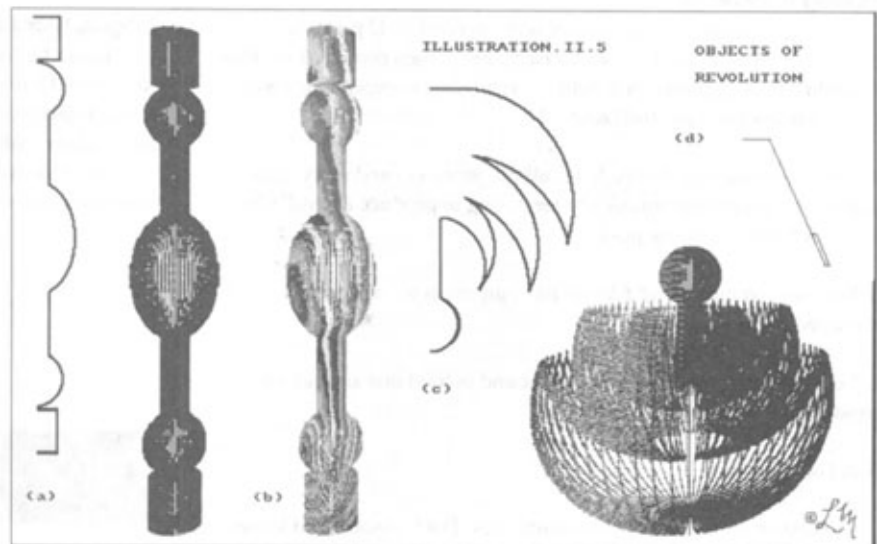 ILLUSTRATION.II.5
OBJECTS OF
REVOLUTION
(d)
(c)
(a)
(b)